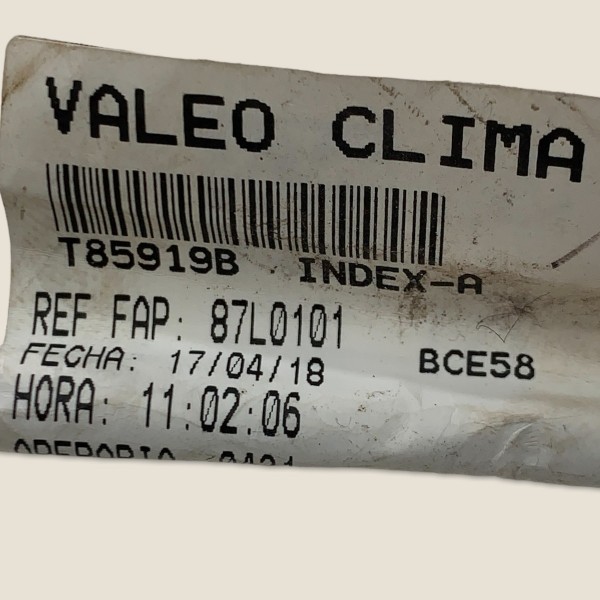 VALEO CLIMA
T85919B INDEX-A
REF FAP: 87L0101
FECHA: 17/04/18 BCE58
HORA: 11:02:06